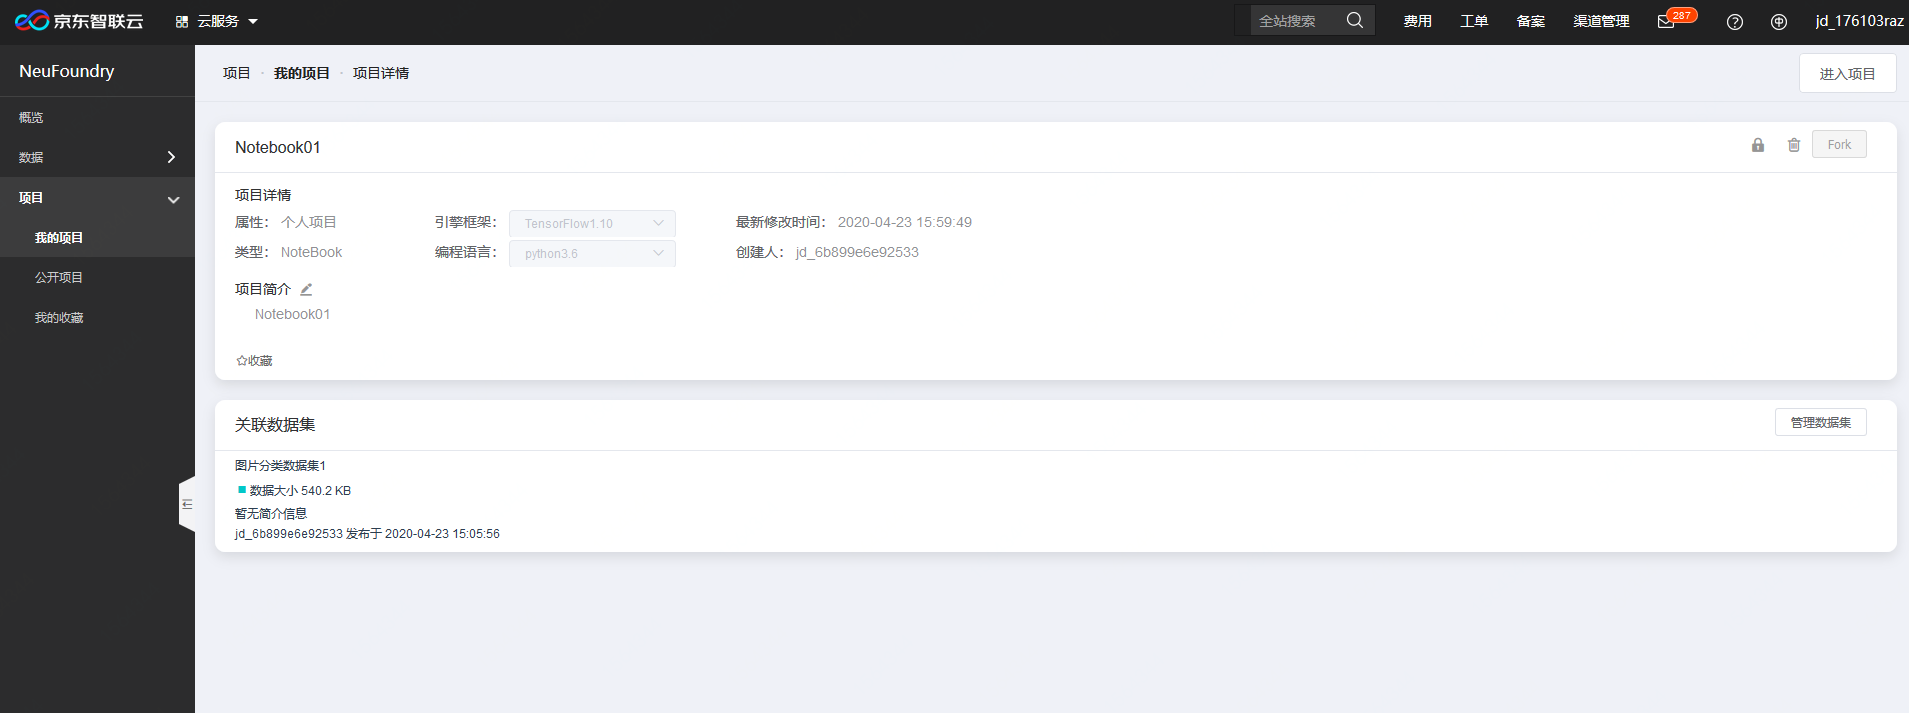 京东智联云 云服务 全站搜索 费用 工单 备案 渠道管理 287 jd_176103raz
NeuFoundry
概览
数据
项目
我的项目
公开项目
我的收藏
项目 · 我的项目 · 项目详情 进入项目
Notebook01 Fork
项目详情
属性: 个人项目 引擎框架: TensorFlow1.10 最新修改时间: 2020-04-23 15:59:49
类型: NoteBook 编程语言: python3.6 创建人: jd_6b899e6e92533
项目简介
Notebook01
收藏
关联数据集 管理数据集
图片分类数据集1
数据大小 540.2 KB
暂无简介信息
jd_6b899e6e92533 发布于 2020-04-23 15:05:56